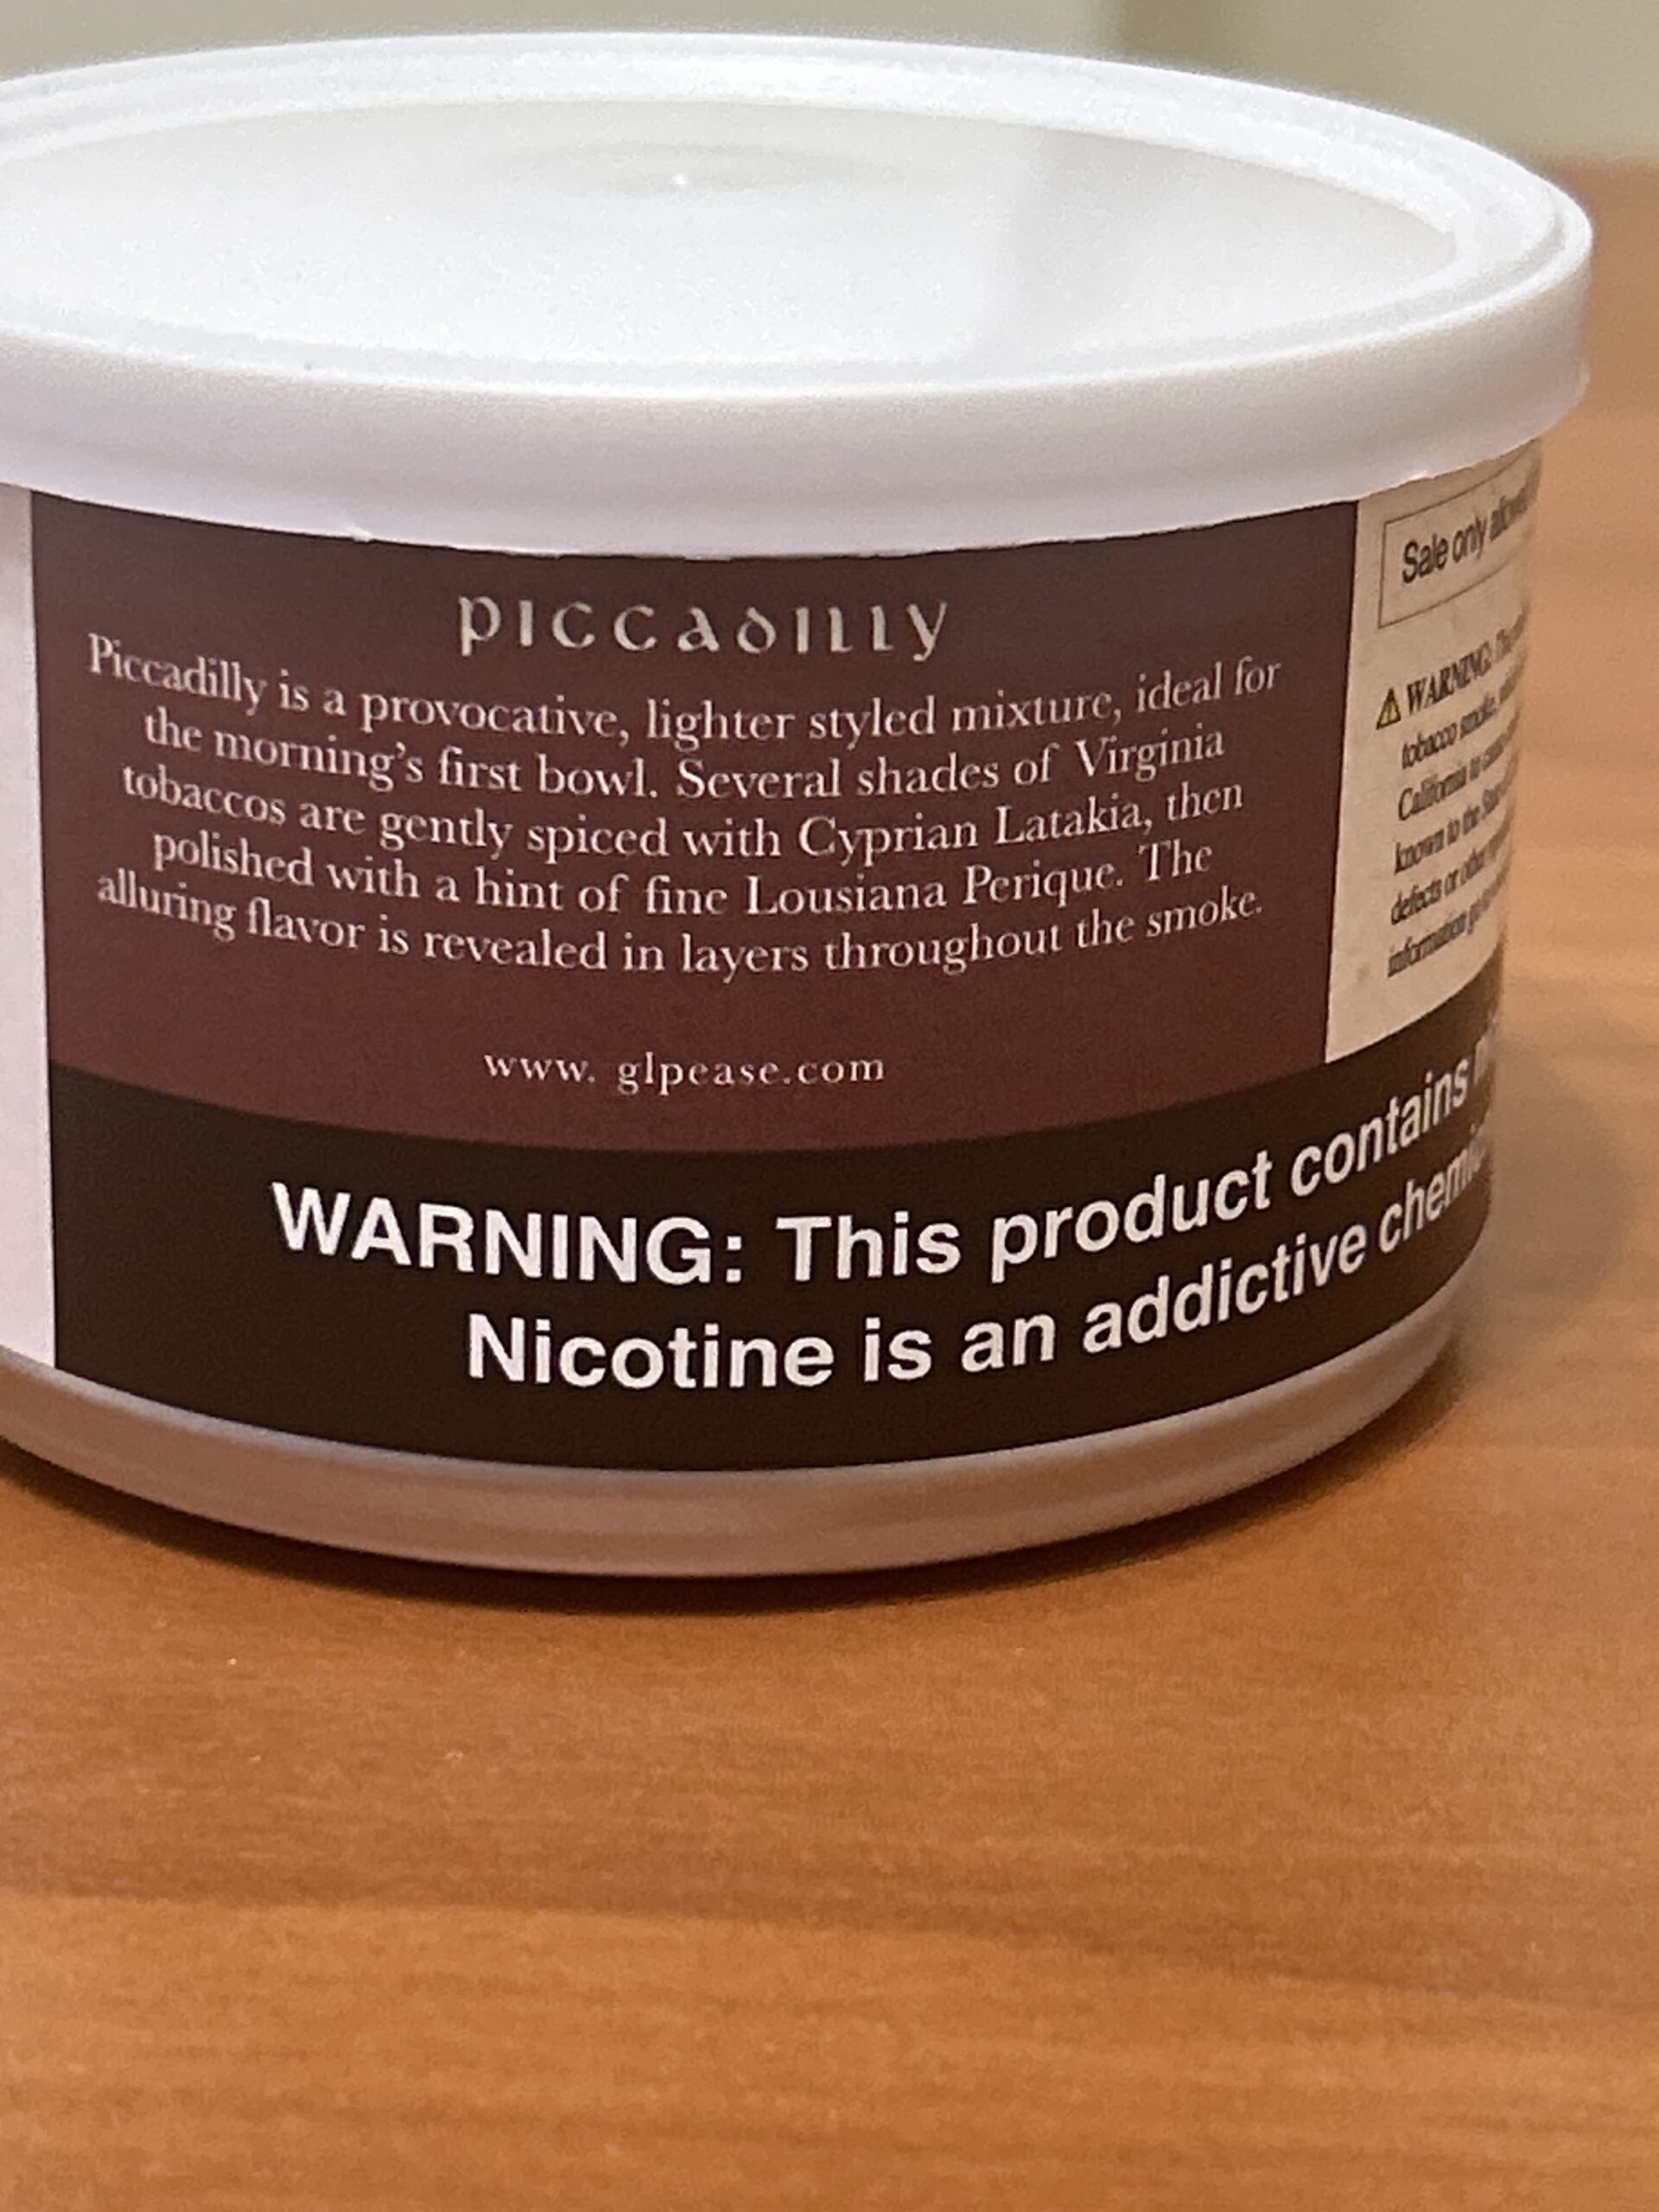 PICCADILLY
Piccadilly is a provocative, lighter styled mixture, ideal for
the morning's first bowl. Several shades of Virginia
tobaccos are gently spiced with Cyprian Latakia, then
polished with a hint of fine Lousiana Perique. The
alluring flavor is revealed in layers throughout the smoke.
www. glpease.com
WARNING: This product contains
Nicotine is an addictive
Sale only
WARNING:
tobacco smoke,
California to
known to the
defects or other
information